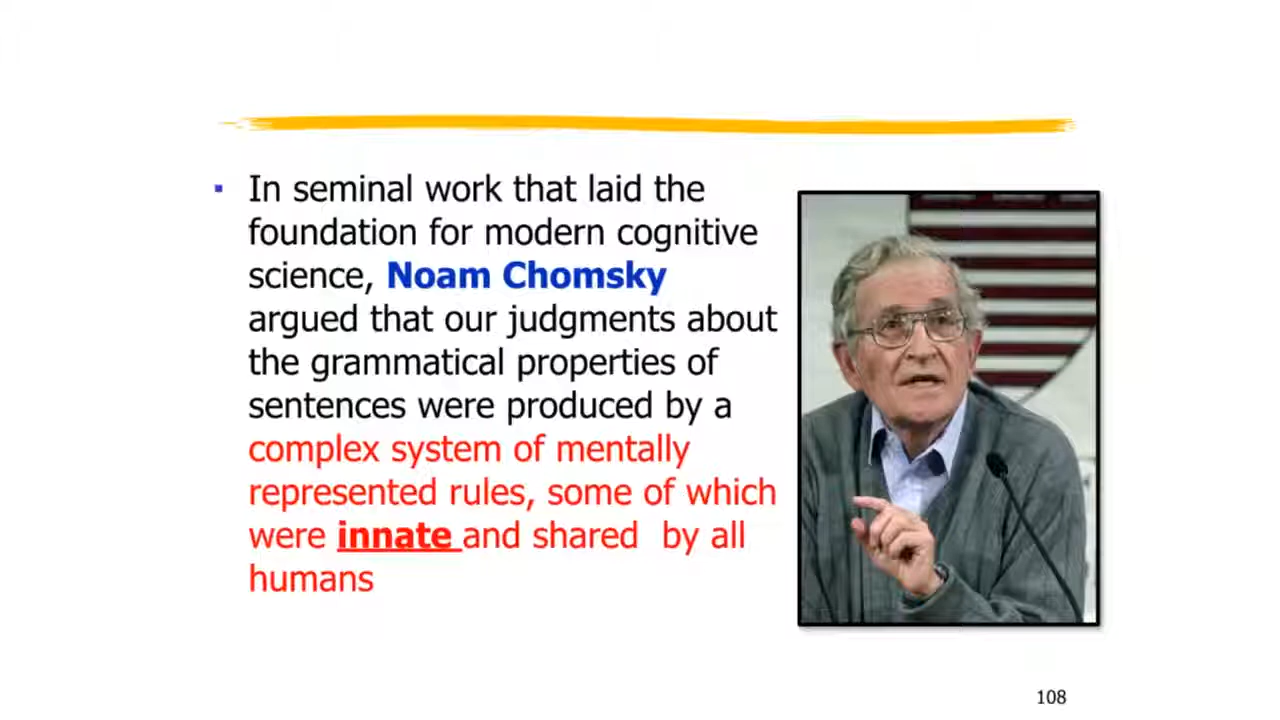 In seminal work that laid the
foundation for modern cognitive
science, Noam Chomsky
argued that our judgments about
the grammatical properties of
sentences were produced by a
complex system of mentally
represented rules, some of which
were innate and shared by all
humans
108